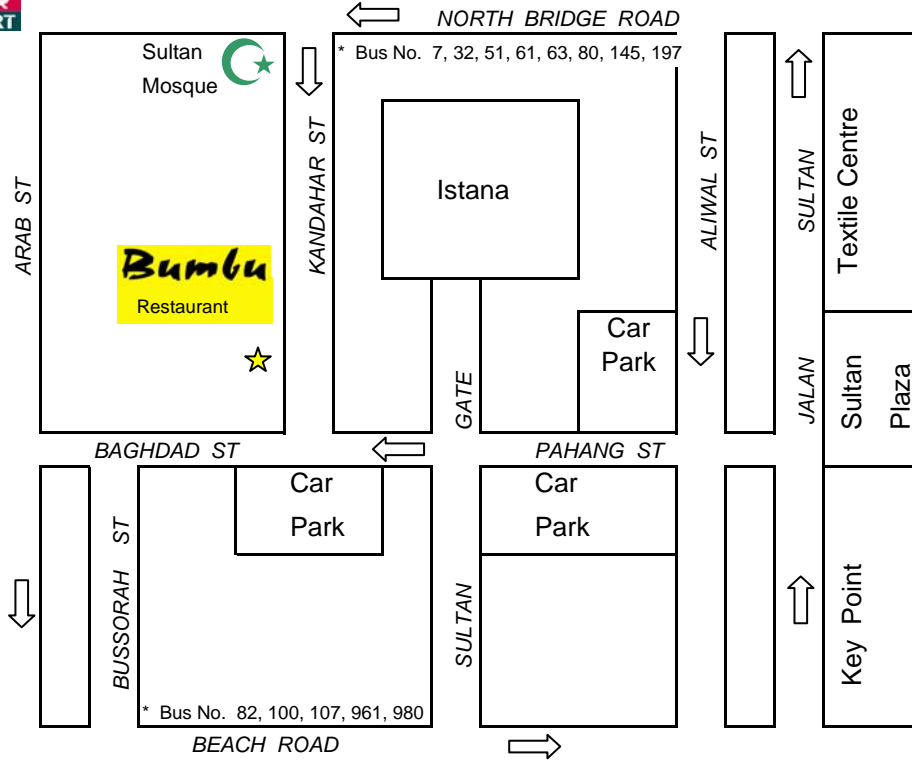 RT
NORTH BRIDGE ROAD
* Bus No. 7, 32, 51, 61, 63, 80, 145, 197
Sultan
Mosque
ARAB ST
KANDAHAR ST
Istana
ALIWAL ST
SULTAN
Textile Centre
Bumbu
Restaurant
Car
Park
GATE
JALAN
Sultan
Plaza
BAGHDAD ST
PAHANG ST
Car
Park
Car
Park
BUSSORAH ST
SULTAN
Key Point
* Bus No. 82, 100, 107, 961, 980
BEACH ROAD